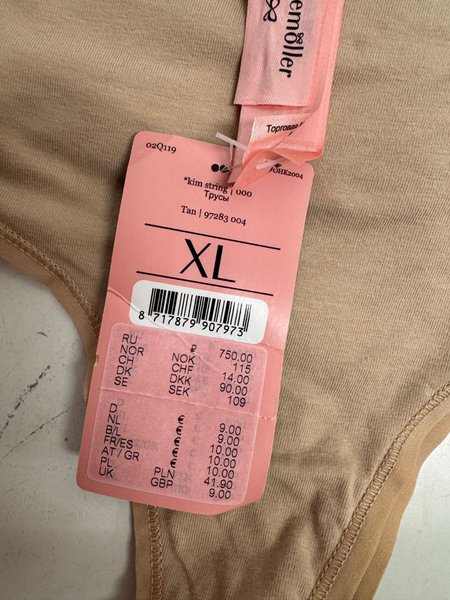 emöller
Торговая
02Q119
0HK2004
*kim string | 000
Трусы
Tan | 97283 004
XL
8 717879 907973
RU ₽ 750.00
NOR NOK 115
CH CHF 14.00
DK DKK 90.00
SE SEK 109
D € 9.00
NL € 9.00
B/L € 10.00
FR/ES € 10.00
AT / GR € 10.00
PL PLN 41.90
UK GBP 9.00